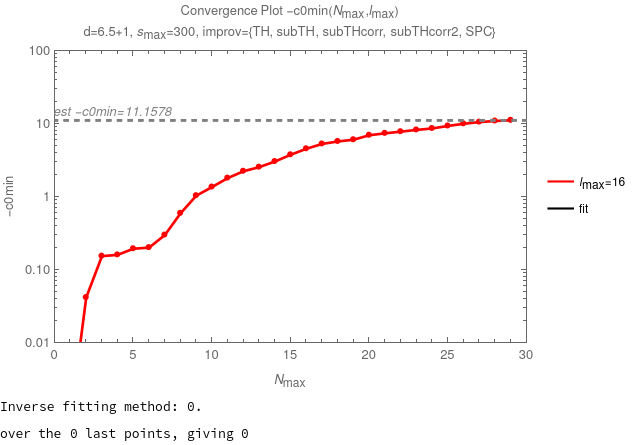 Convergence Plot −c0min(Nmax,lmax)
d=6.5+1, smax=300, improv={TH, subTH, subTHcorr, subTHcorr2, SPC}
100
est −c0min=11.1578
10
1
0.10
0.01
−c0min
0 5 10 15 20 25 30
Nmax
lmax=16
fit
Inverse fitting method: 0.
over the 0 last points, giving 0